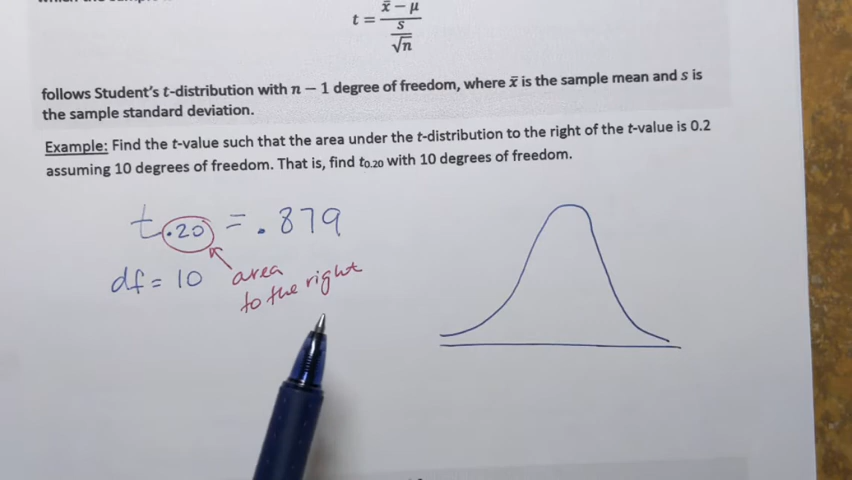 t = x̄ − μ / s / √n
follows Student's t-distribution with n − 1 degree of freedom, where x̄ is the sample mean and s is
the sample standard deviation.
Example: Find the t-value such that the area under the t-distribution to the right of the t-value is 0.2
assuming 10 degrees of freedom. That is, find t0.20 with 10 degrees of freedom.
t.20 = .879
df = 10
area
to the right